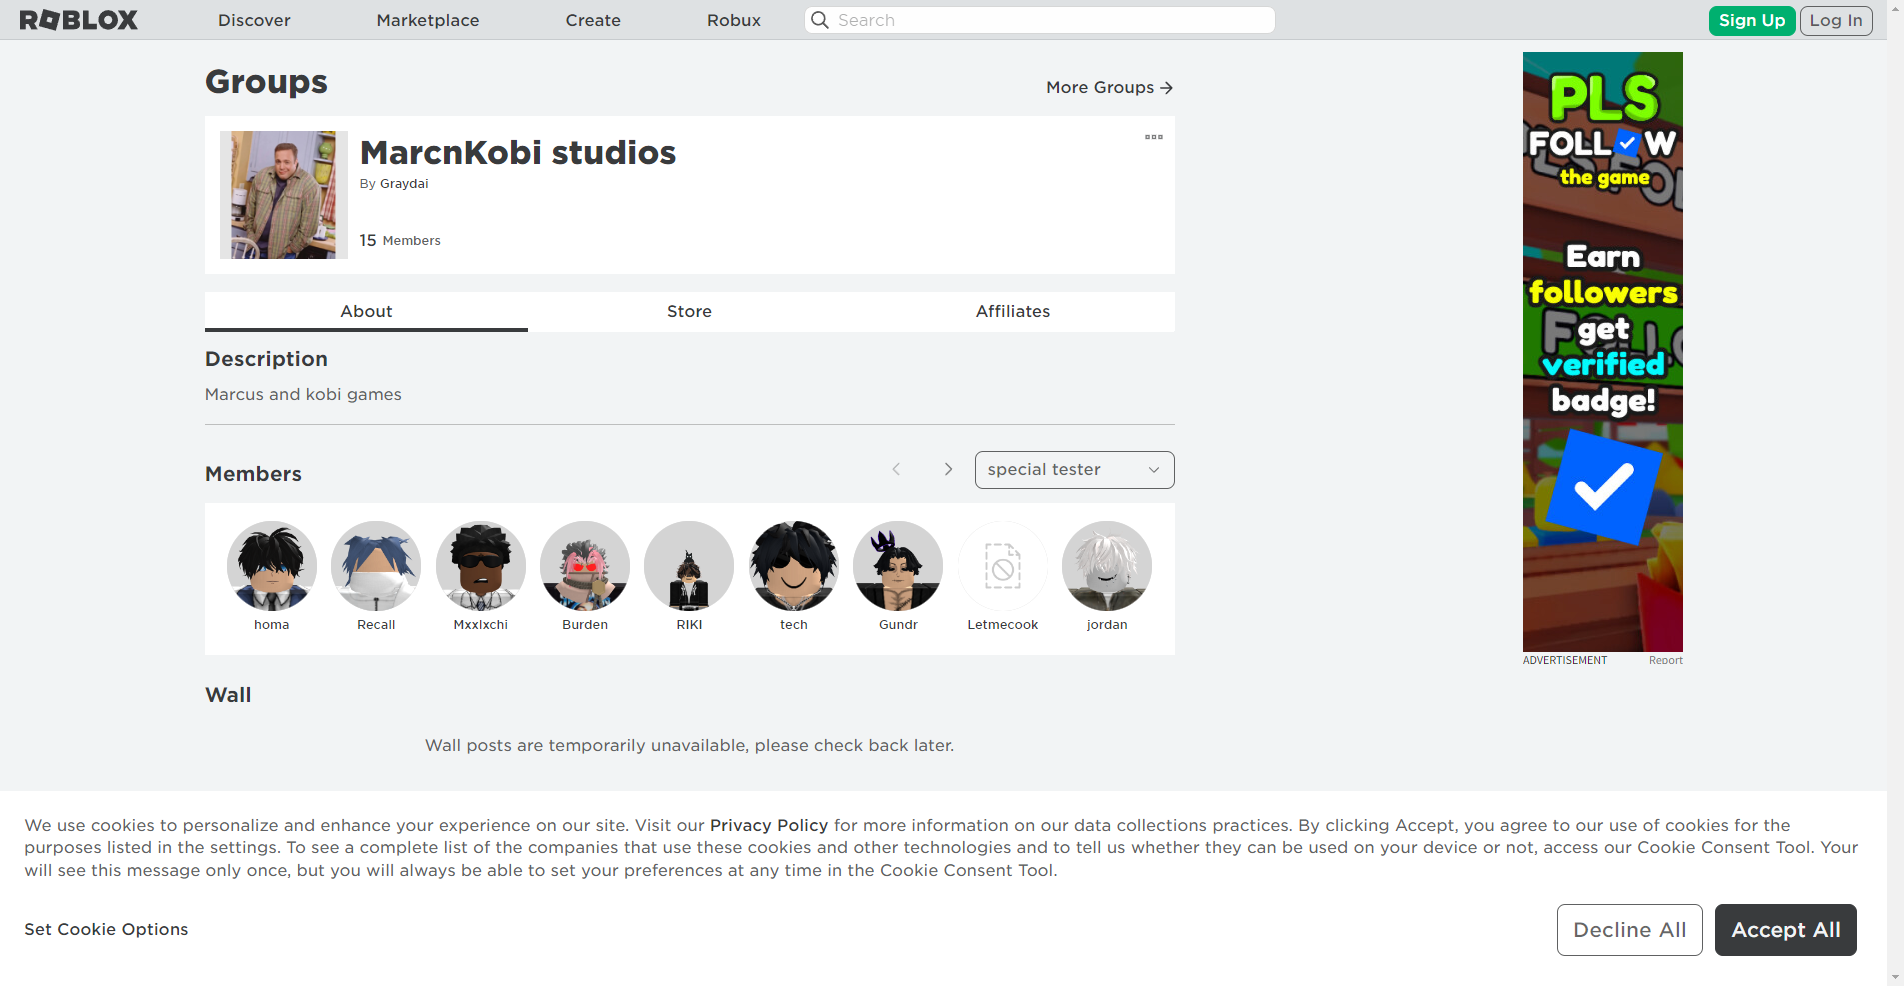 ROBLOX Discover Marketplace Create Robux Search Sign Up Log In
Groups
More Groups
MarcnKobi studios
By Graydai
15 Members
About Store Affiliates
Description
Marcus and kobi games
Members
special tester
homa Recall Mxxlxchi Burden RIKI tech Gundr Letmecook jordan
Wall
Wall posts are temporarily unavailable, please check back later.
PLS
FOLLOW
the game
Earn
followers
get
verified
badge!
ADVERTISEMENT Report
We use cookies to personalize and enhance your experience on our site. Visit our Privacy Policy for more information on our data collections practices. By clicking Accept, you agree to our use of cookies for the
purposes listed in the settings. To see a complete list of the companies that use these cookies and other technologies and to tell us whether they can be used on your device or not, access our Cookie Consent Tool. Your
will see this message only once, but you will always be able to set your preferences at any time in the Cookie Consent Tool.
Set Cookie Options
Decline All
Accept All